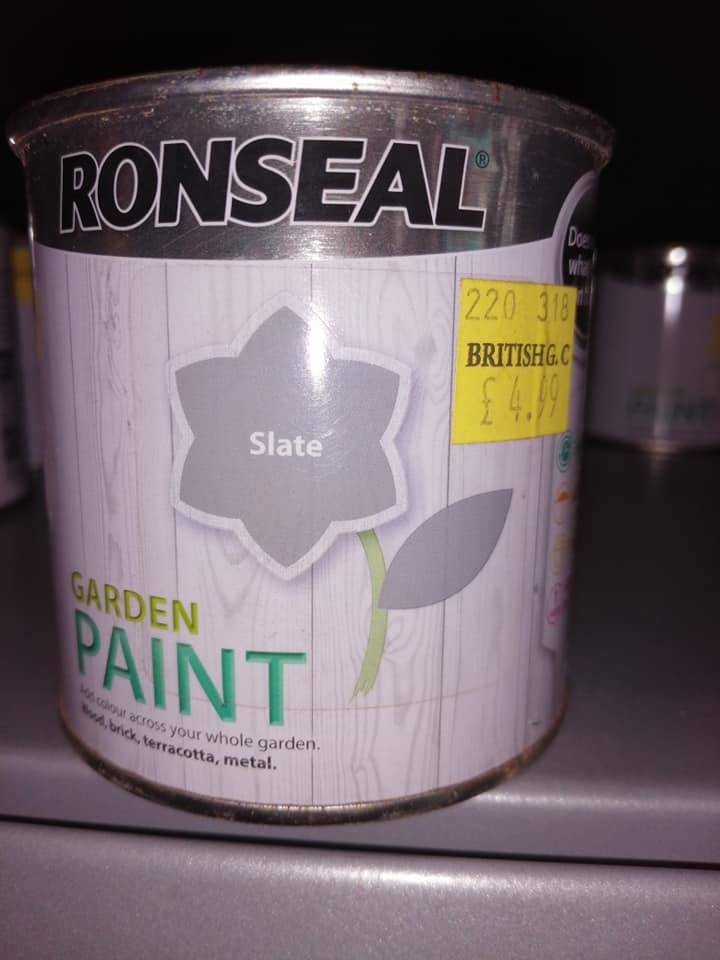 RONSEAL®
220 318
BRITISH G. C
£ 4.99
Slate
GARDEN
PAINT
Add colour across your whole garden.
Wood, brick, terracotta, metal.
PAINT